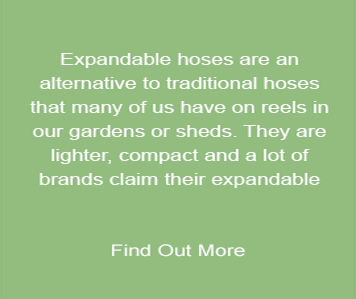 Expandable hoses are an
alternative to traditional hoses
that many of us have on reels in
our gardens or sheds. They are
lighter, compact and a lot of
brands claim their expandable
Find Out More